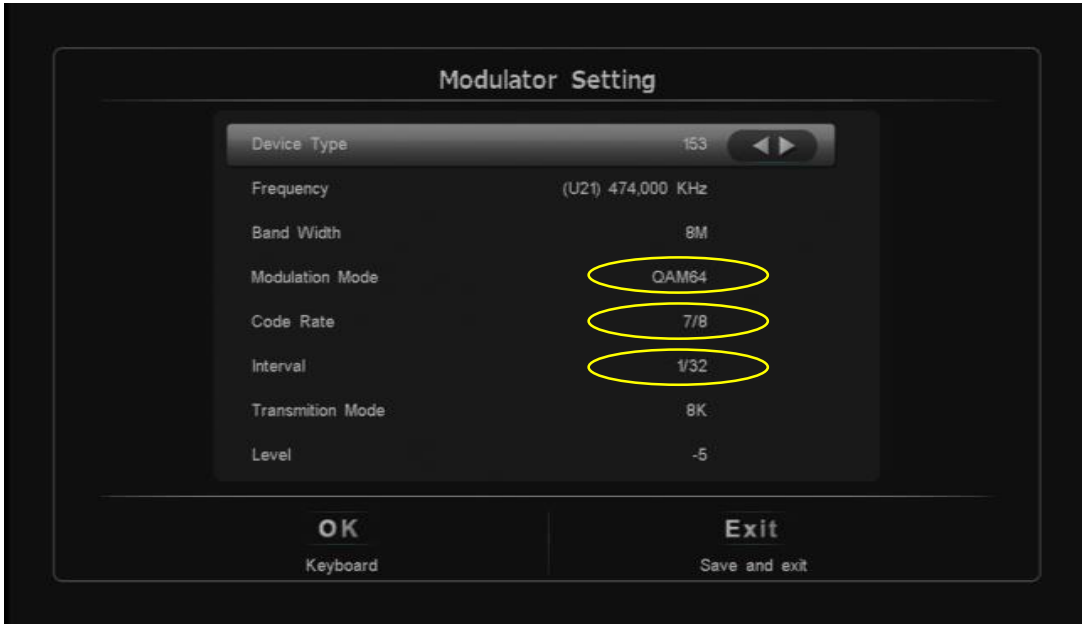 Modulator Setting
Device Type 153
Frequency (U21) 474,000 KHz
Band Width 8M
Modulation Mode QAM64
Code Rate 7/8
Interval 1/32
Transmition Mode 8K
Level -5
OK Exit
Keyboard Save and exit